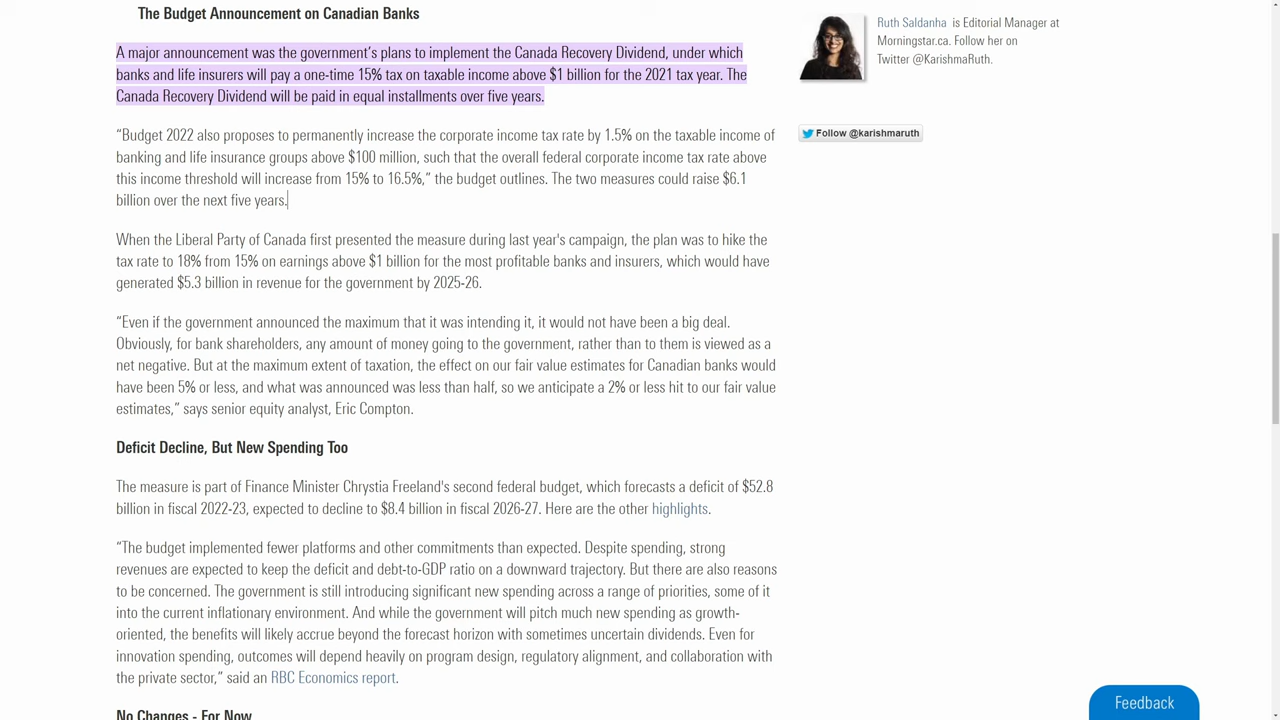 The Budget Announcement on Canadian Banks
A major announcement was the government’s plans to implement the Canada Recovery Dividend, under which
banks and life insurers will pay a one-time 15% tax on taxable income above $1 billion for the 2021 tax year. The
Canada Recovery Dividend will be paid in equal installments over five years.
“Budget 2022 also proposes to permanently increase the corporate income tax rate by 1.5% on the taxable income of
banking and life insurance groups above $100 million, such that the overall federal corporate income tax rate above
this income threshold will increase from 15% to 16.5%,” the budget outlines. The two measures could raise $6.1
billion over the next five years.
When the Liberal Party of Canada first presented the measure during last year's campaign, the plan was to hike the
tax rate to 18% from 15% on earnings above $1 billion for the most profitable banks and insurers, which would have
generated $5.3 billion in revenue for the government by 2025-26.
“Even if the government announced the maximum that it was intending it, it would not have been a big deal.
Obviously, for bank shareholders, any amount of money going to the government, rather than to them is viewed as a
net negative. But at the maximum extent of taxation, the effect on our fair value estimates for Canadian banks would
have been 5% or less, and what was announced was less than half, so we anticipate a 2% or less hit to our fair value
estimates,” says senior equity analyst, Eric Compton.
Deficit Decline, But New Spending Too
The measure is part of Finance Minister Chrystia Freeland's second federal budget, which forecasts a deficit of $52.8
billion in fiscal 2022-23, expected to decline to $8.4 billion in fiscal 2026-27. Here are the other highlights.
“The budget implemented fewer platforms and other commitments than expected. Despite spending, strong
revenues are expected to keep the deficit and debt-to-GDP ratio on a downward trajectory. But there are also reasons
to be concerned. The government is still introducing significant new spending across a range of priorities, some of it
into the current inflationary environment. And while the government will pitch much new spending as growth-
oriented, the benefits will likely accrue beyond the forecast horizon with sometimes uncertain dividends. Even for
innovation spending, outcomes will depend heavily on program design, regulatory alignment, and collaboration with
the private sector,” said an RBC Economics report.
No Changes - For Now
Ruth Saldanha is Editorial Manager at
Morningstar.ca. Follow her on
Twitter @KarishmaRuth.
Follow @karishmaruth
Feedback